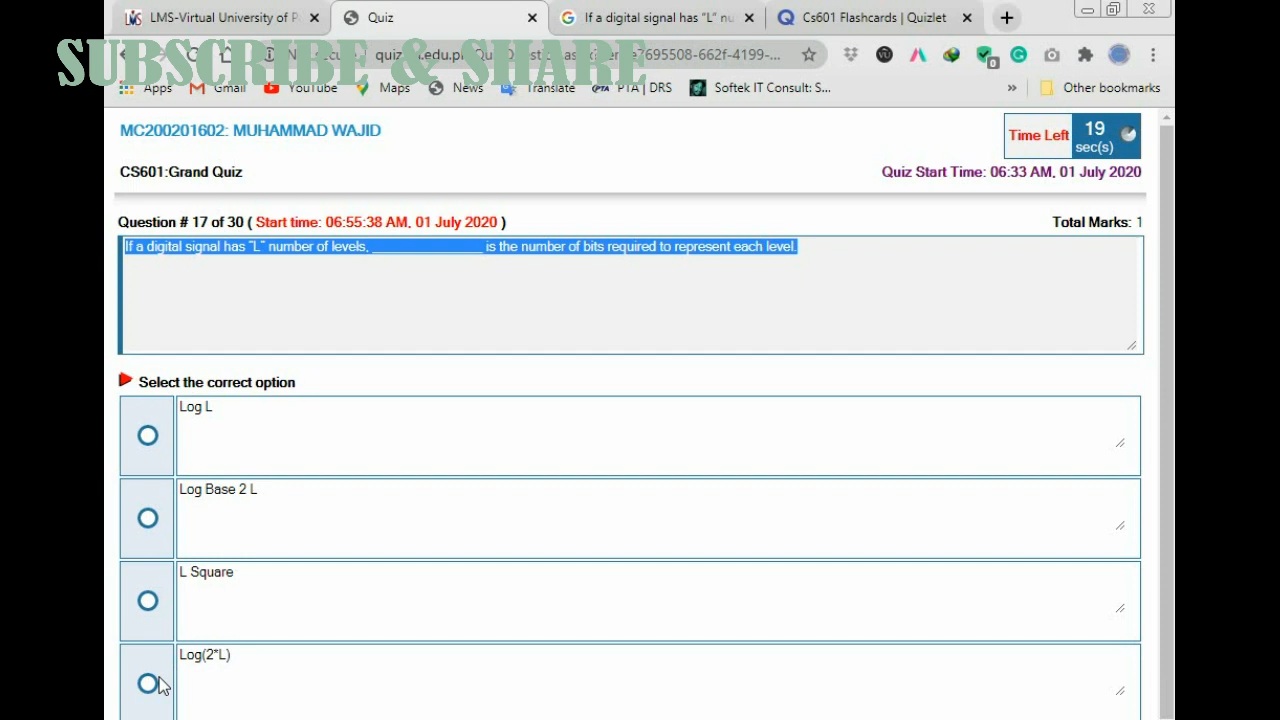 LMS-Virtual University of P
Quiz
If a digital signal has "L" nu
Cs601 Flashcards | Quizlet
SUBSCRIBE & SHARE
Apps
Gmail
YouTube
Maps
News
Translate
PTA | DRS
Softek IT Consult: S...
Other bookmarks
MC200201602: MUHAMMAD WAJID
Time Left 19 sec(s)
CS601:Grand Quiz
Quiz Start Time: 06:33 AM, 01 July 2020
Question # 17 of 30 ( Start time: 06:55:38 AM, 01 July 2020 )
Total Marks: 1
If a digital signal has "L" number of levels, ________________ is the number of bits required to represent each level.
Select the correct option
Log L
Log Base 2 L
L Square
Log(2*L)